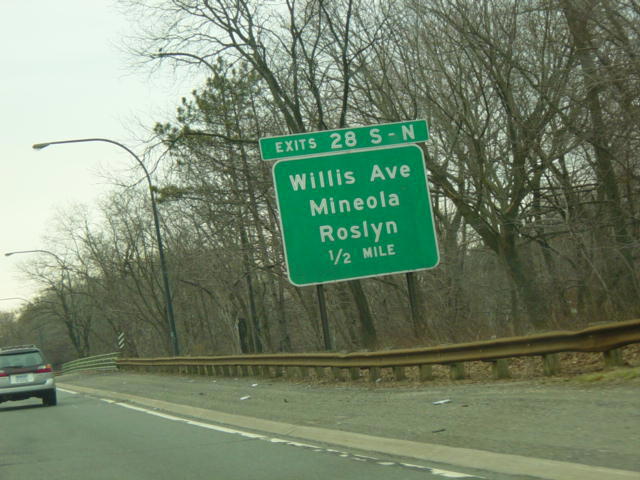 EXITS 28 S-N
Willis Ave
Mineola
Roslyn
1/2 MILE